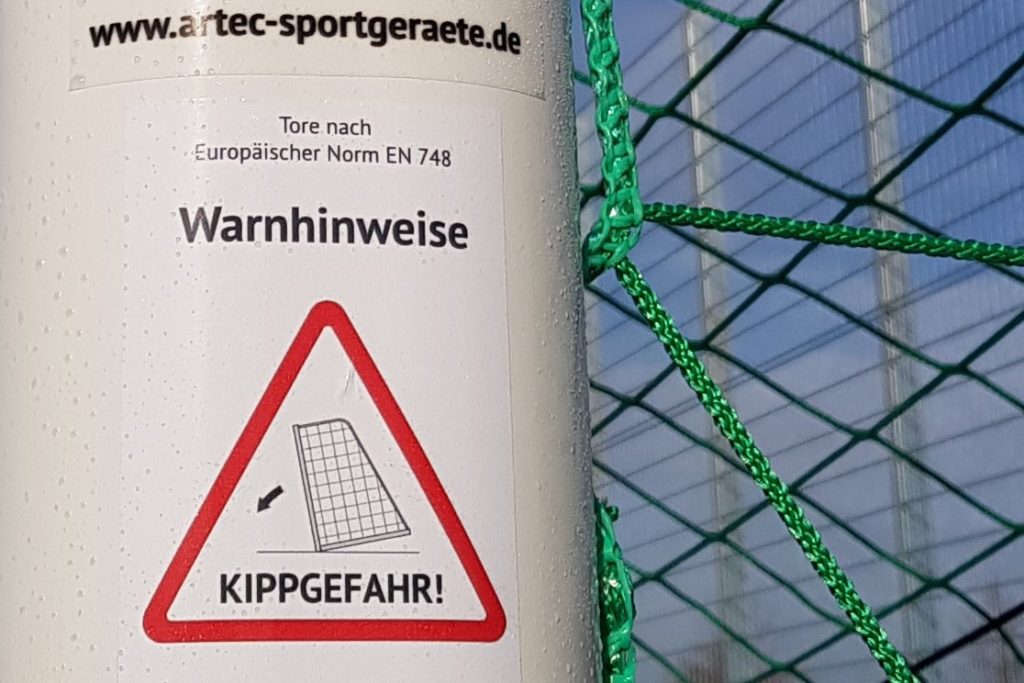 www.artec-sportgeraete.de
Tore nach
Europäischer Norm EN 748
Warnhinweise
KIPPGEFAHR!